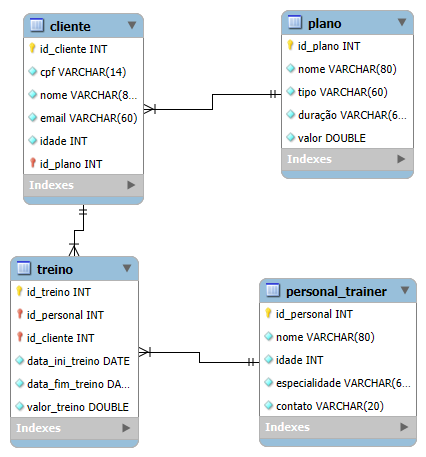 cliente
id_cliente INT
cpf VARCHAR(14)
nome VARCHAR(8...
email VARCHAR(60)
idade INT
id_plano INT
Indexes
plano
id_plano INT
nome VARCHAR(80)
tipo VARCHAR(60)
duração VARCHAR(6...
valor DOUBLE
Indexes
treino
id_treino INT
id_personal INT
id_cliente INT
data_ini_treino DATE
data_fim_treino DA...
valor_treino DOUBLE
Indexes
personal_trainer
id_personal INT
nome VARCHAR(80)
idade INT
especialidade VARCHAR(6...
contato VARCHAR(20)
Indexes